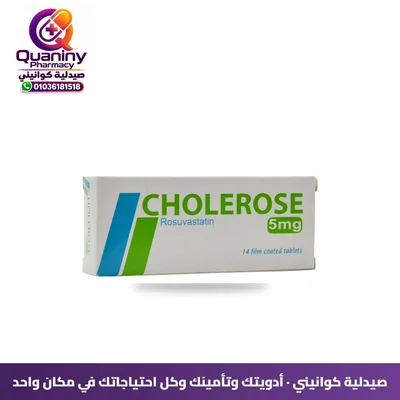 Quaniny
Pharmacy
صيدلية كوانيني
01036181518
CHOLEROSE
Rosuvastatin
5mg
14 film coated tablets
صيدلية كوانيني - أدويتك وتأمينك وكل احتياجاتك في مكان واحد